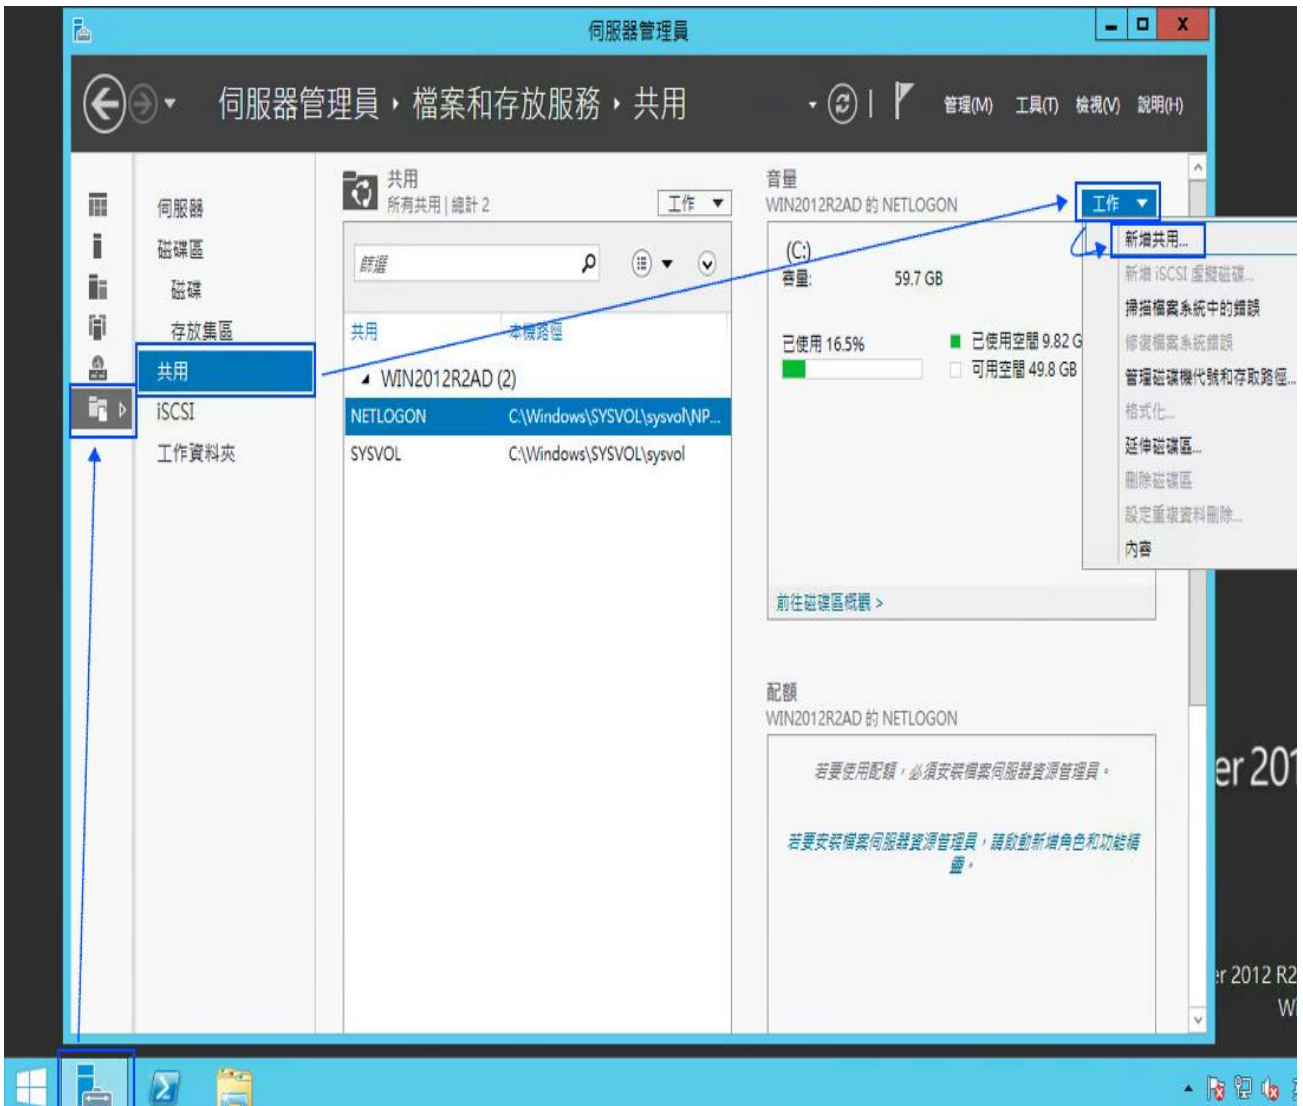 伺服器管理員
伺服器管理員 ‣ 檔案和存放服務 ‣ 共用
管理(M) 工具(T) 檢視(V) 說明(H)
伺服器
磁碟區
磁碟
存放集區
共用
iSCSI
工作資料夾
共用
所有共用 | 總計 2
工作
篩選
共用 本機路徑
WIN2012R2AD (2)
NETLOGON C:\Windows\SYSVOL\sysvol\NP...
SYSVOL C:\Windows\SYSVOL\sysvol
音量
WIN2012R2AD 的 NETLOGON
工作
(C:)
容量: 59.7 GB
已使用 16.5%
已使用空間 9.82 G
可用空間 49.8 GB
前往磁碟區概觀 >
新增共用...
新增 iSCSI 虛擬磁碟...
掃描檔案系統中的錯誤
修復檔案系統錯誤
管理磁碟機代號和存取路徑...
格式化...
延伸磁碟區...
刪除磁碟區
設定重複資料刪除...
內容
配額
WIN2012R2AD 的 NETLOGON
若要使用配額，必須安裝檔案伺服器資源管理員。
若要安裝檔案伺服器資源管理員，請啟動新增角色和功能精
靈。
er 201
er 2012 R2
Wi